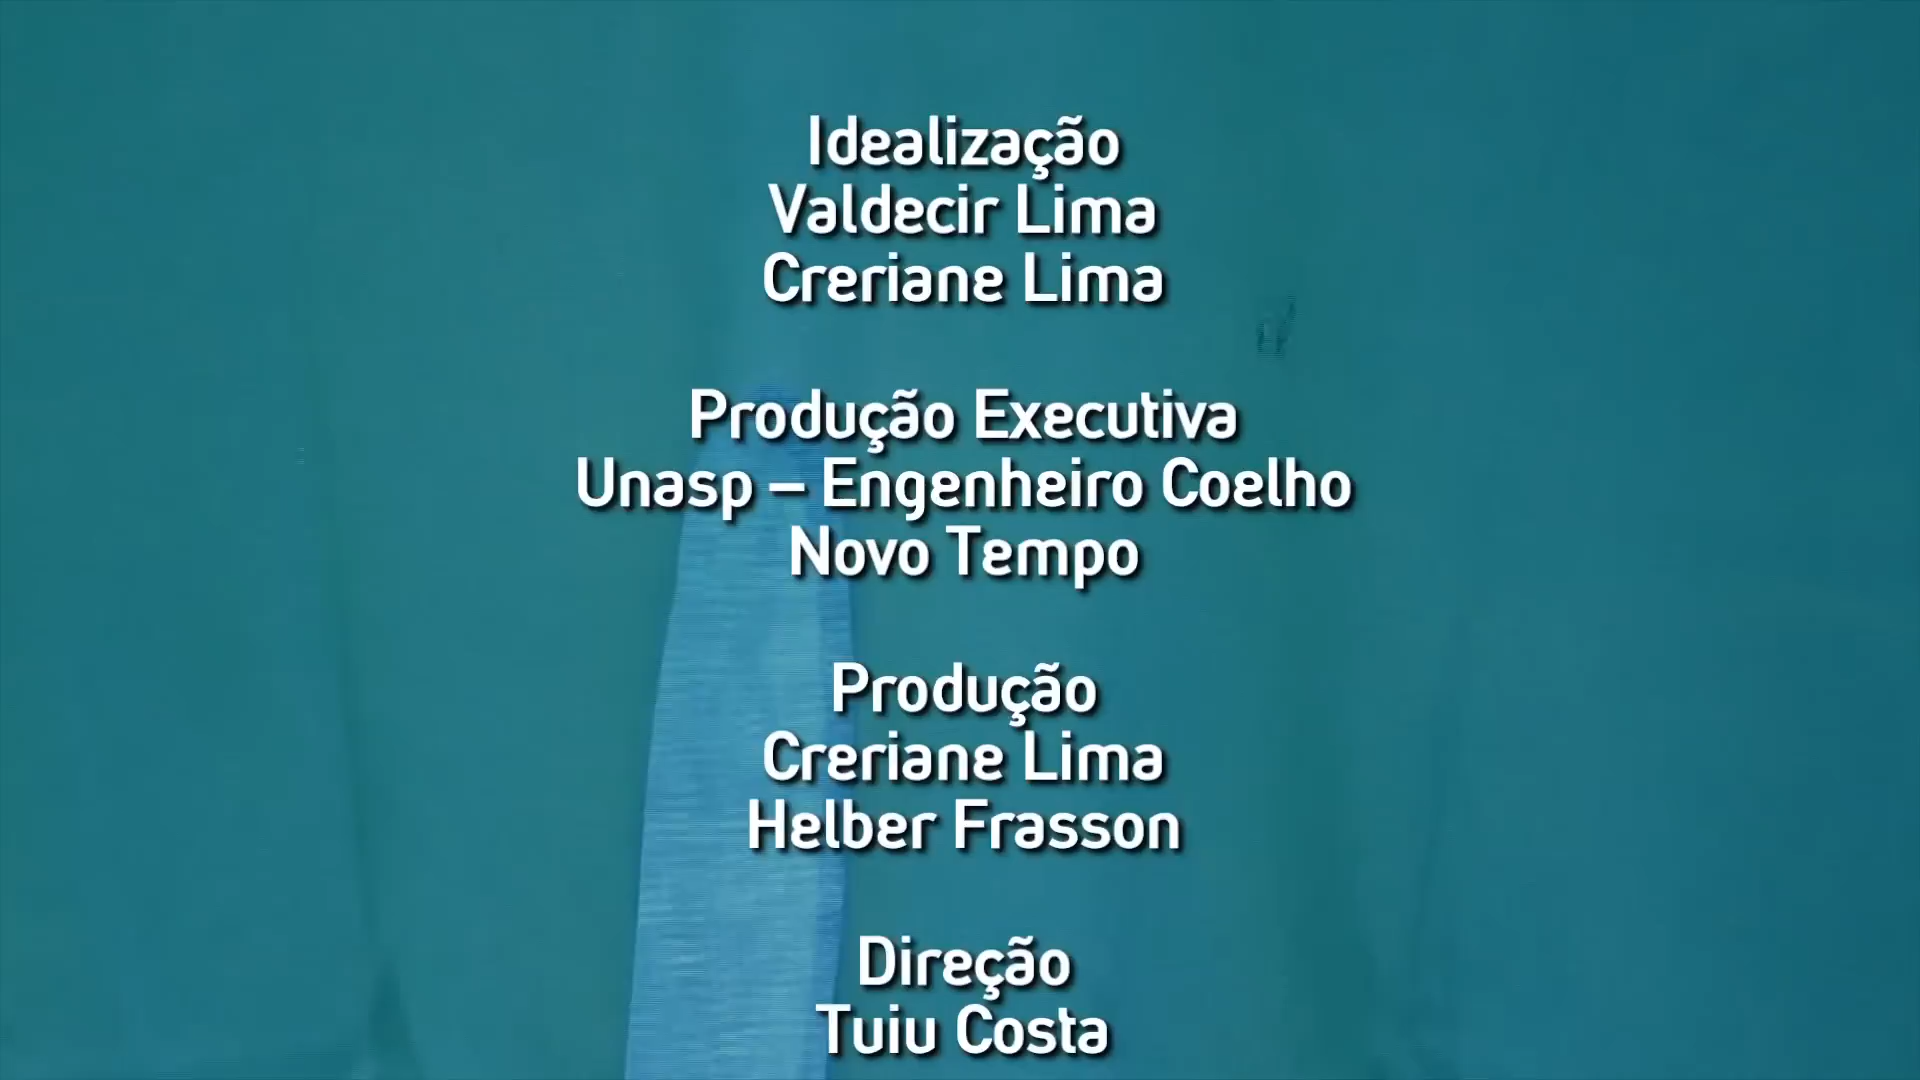 Idealização
Valdecir Lima
Creriane Lima
Produção Executiva
Unasp – Engenheiro Coelho
Novo Tempo
Produção
Creriane Lima
Helber Frasson
Direção
Tuiu Costa